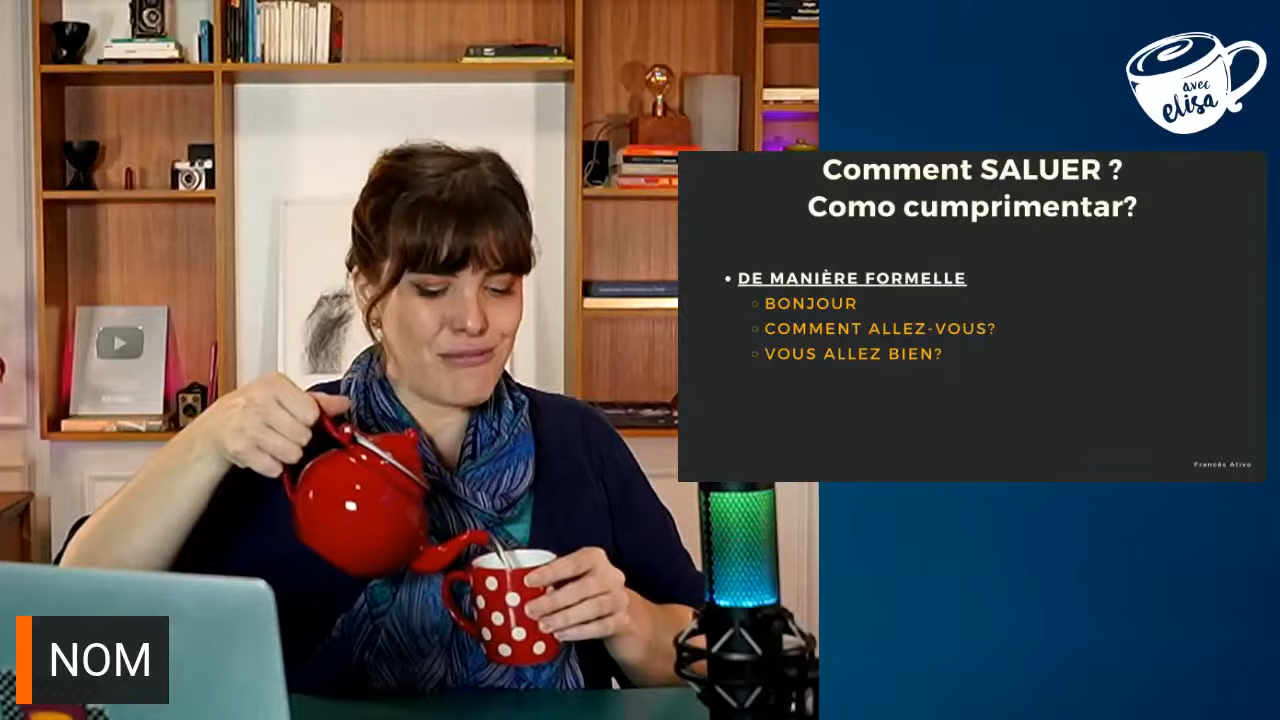 avec
elisa
Comment SALUER ?
Como cumprimentar?
• DE MANIÈRE FORMELLE
○ BONJOUR
○ COMMENT ALLEZ-VOUS?
○ VOUS ALLEZ BIEN?
Francês Ativo
NOM